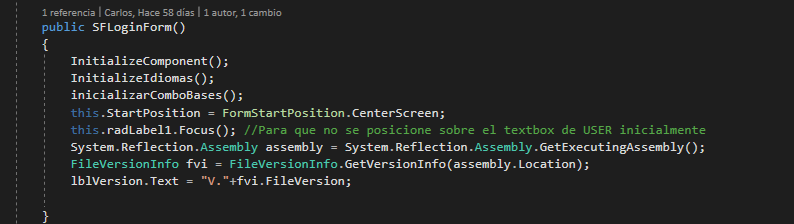 1 referencia | Carlos, Hace 58 días | 1 autor, 1 cambio
public SFLoginForm()
{
InitializeComponent();
InitializeIdiomas();
inicializarComboBases();
this.StartPosition = FormStartPosition.CenterScreen;
this.radLabel1.Focus(); //Para que no se posicione sobre el textbox de USER inicialmente
System.Reflection.Assembly assembly = System.Reflection.Assembly.GetExecutingAssembly();
FileVersionInfo fvi = FileVersionInfo.GetVersionInfo(assembly.Location);
lblVersion.Text = "V."+fvi.FileVersion;
}